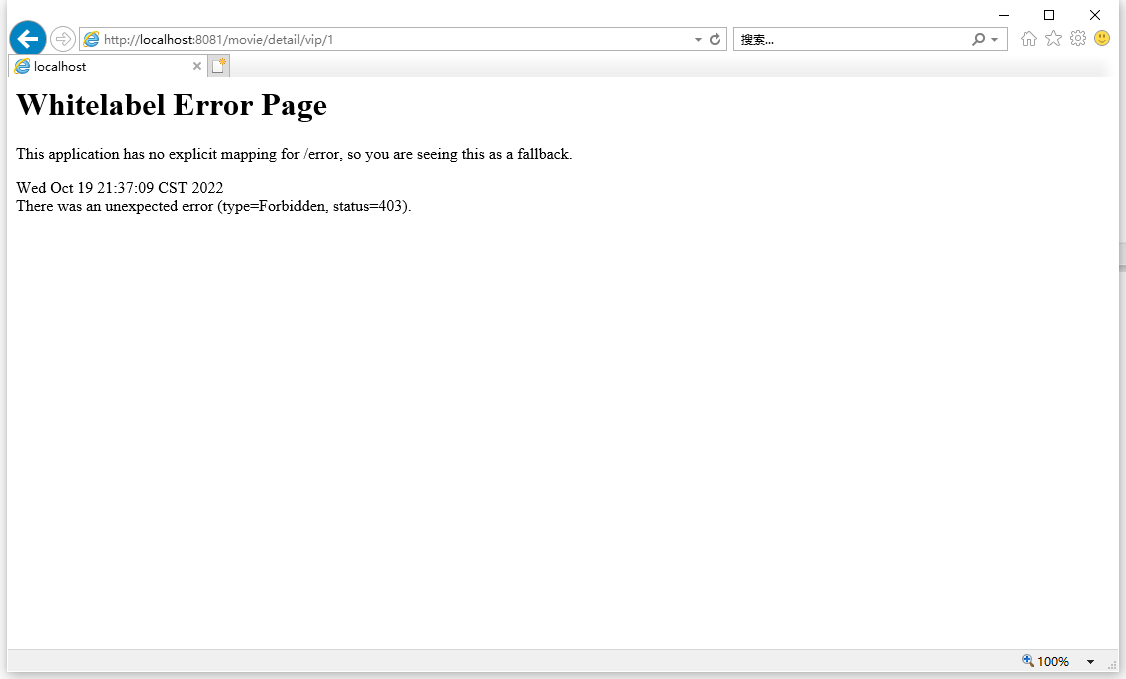 http://localhost:8081/movie/detail/vip/1
搜索...
localhost
Whitelabel Error Page
This application has no explicit mapping for /error, so you are seeing this as a fallback.
Wed Oct 19 21:37:09 CST 2022
There was an unexpected error (type=Forbidden, status=403).
100%